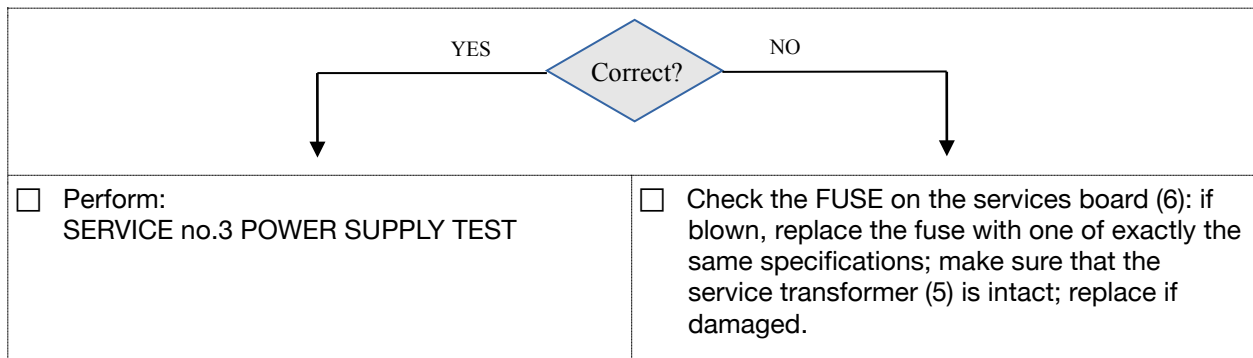 YES
NO
Correct?
Perform:
SERVICE no.3 POWER SUPPLY TEST
Check the FUSE on the services board (6): if
blown, replace the fuse with one of exactly the
same specifications; make sure that the
service transformer (5) is intact; replace if
damaged.